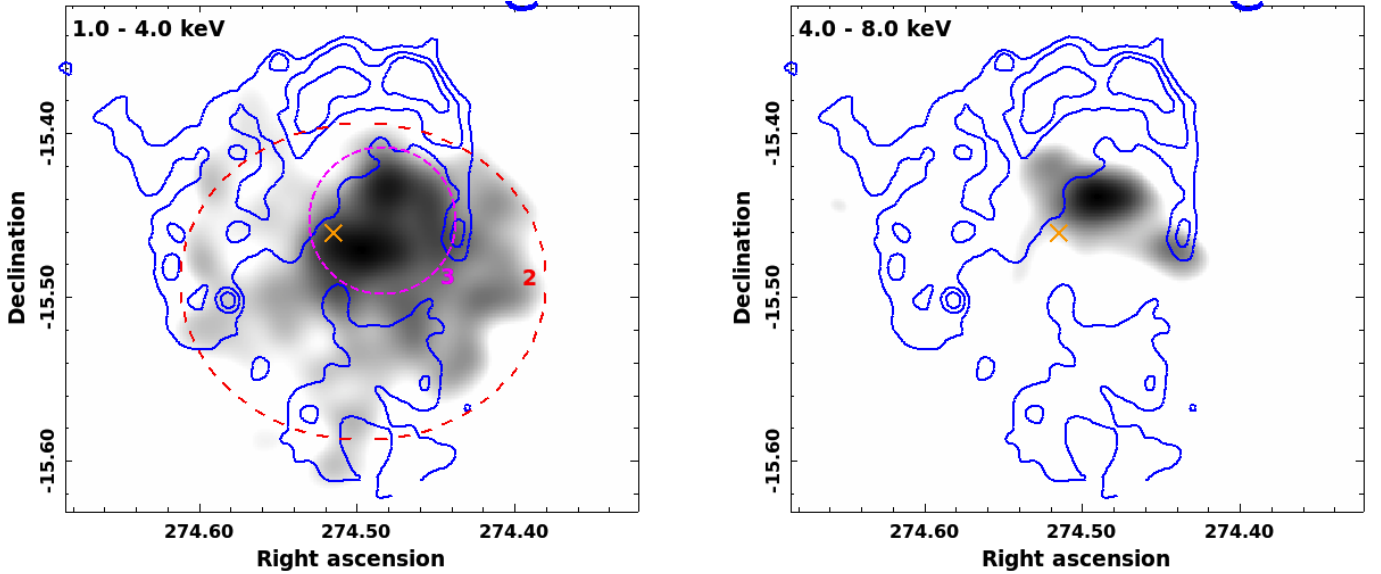 1.0 - 4.0 keV
-15.40
-15.50
-15.60
Declination
3
2
274.60
274.50
274.40
Right ascension
4.0 - 8.0 keV
-15.40
-15.50
-15.60
Declination
274.60
274.50
274.40
Right ascension